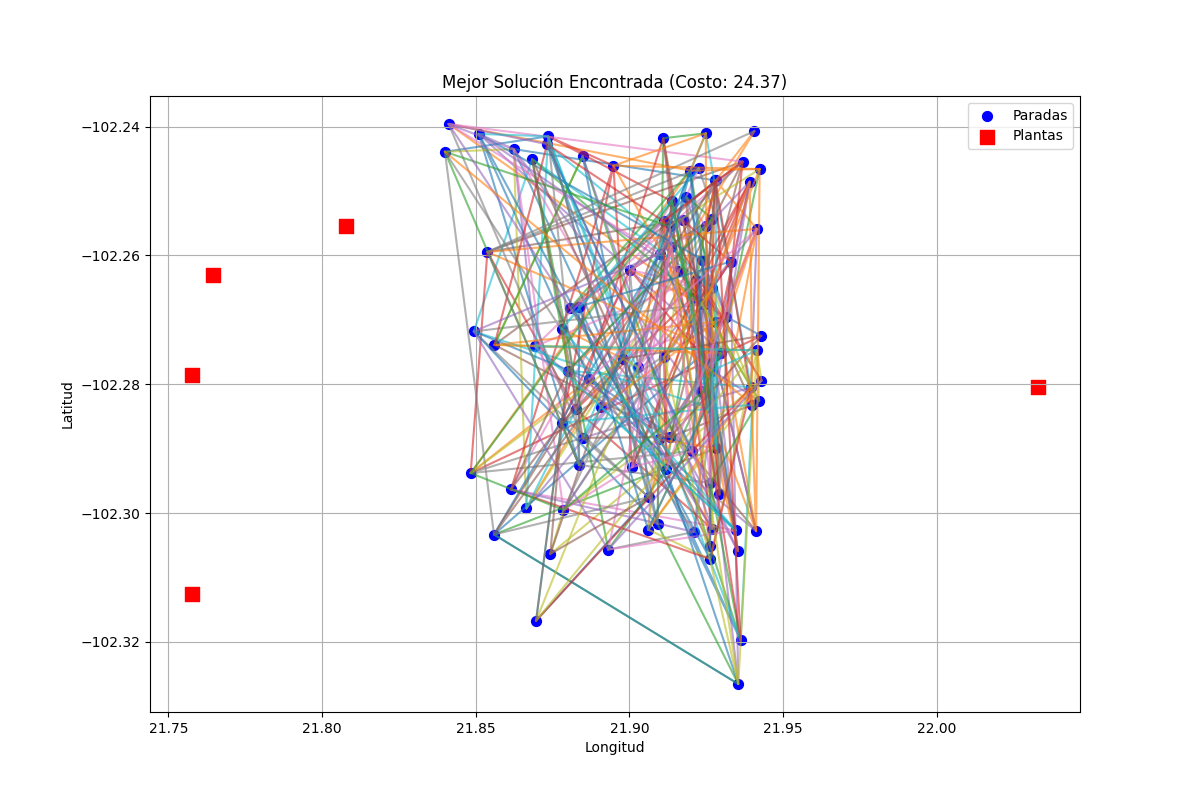 Mejor Solución Encontrada (Costo: 24.37)
Paradas
Plantas
−102.24
−102.26
−102.28
−102.30
−102.32
Latitud
21.75
21.80
21.85
21.90
21.95
22.00
Longitud